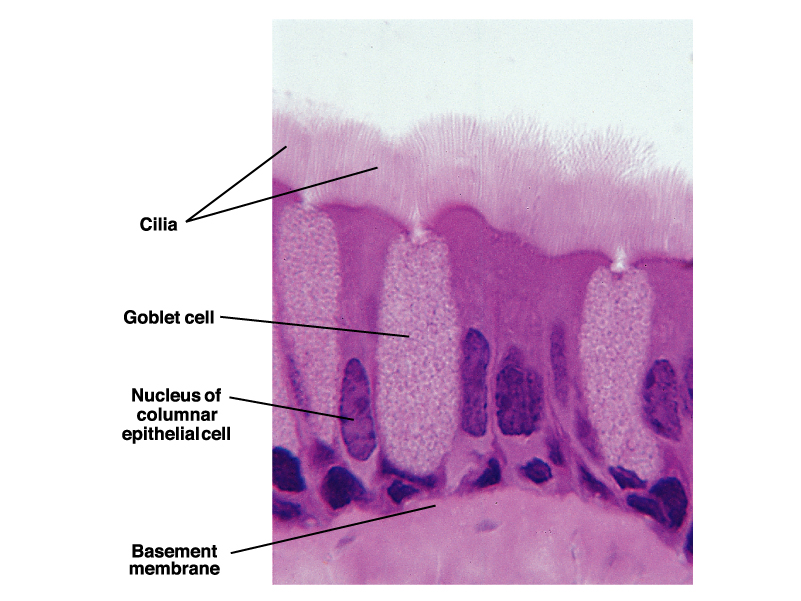 Cilia
Goblet cell
Nucleus of
columnar
epithelial cell
Basement
membrane